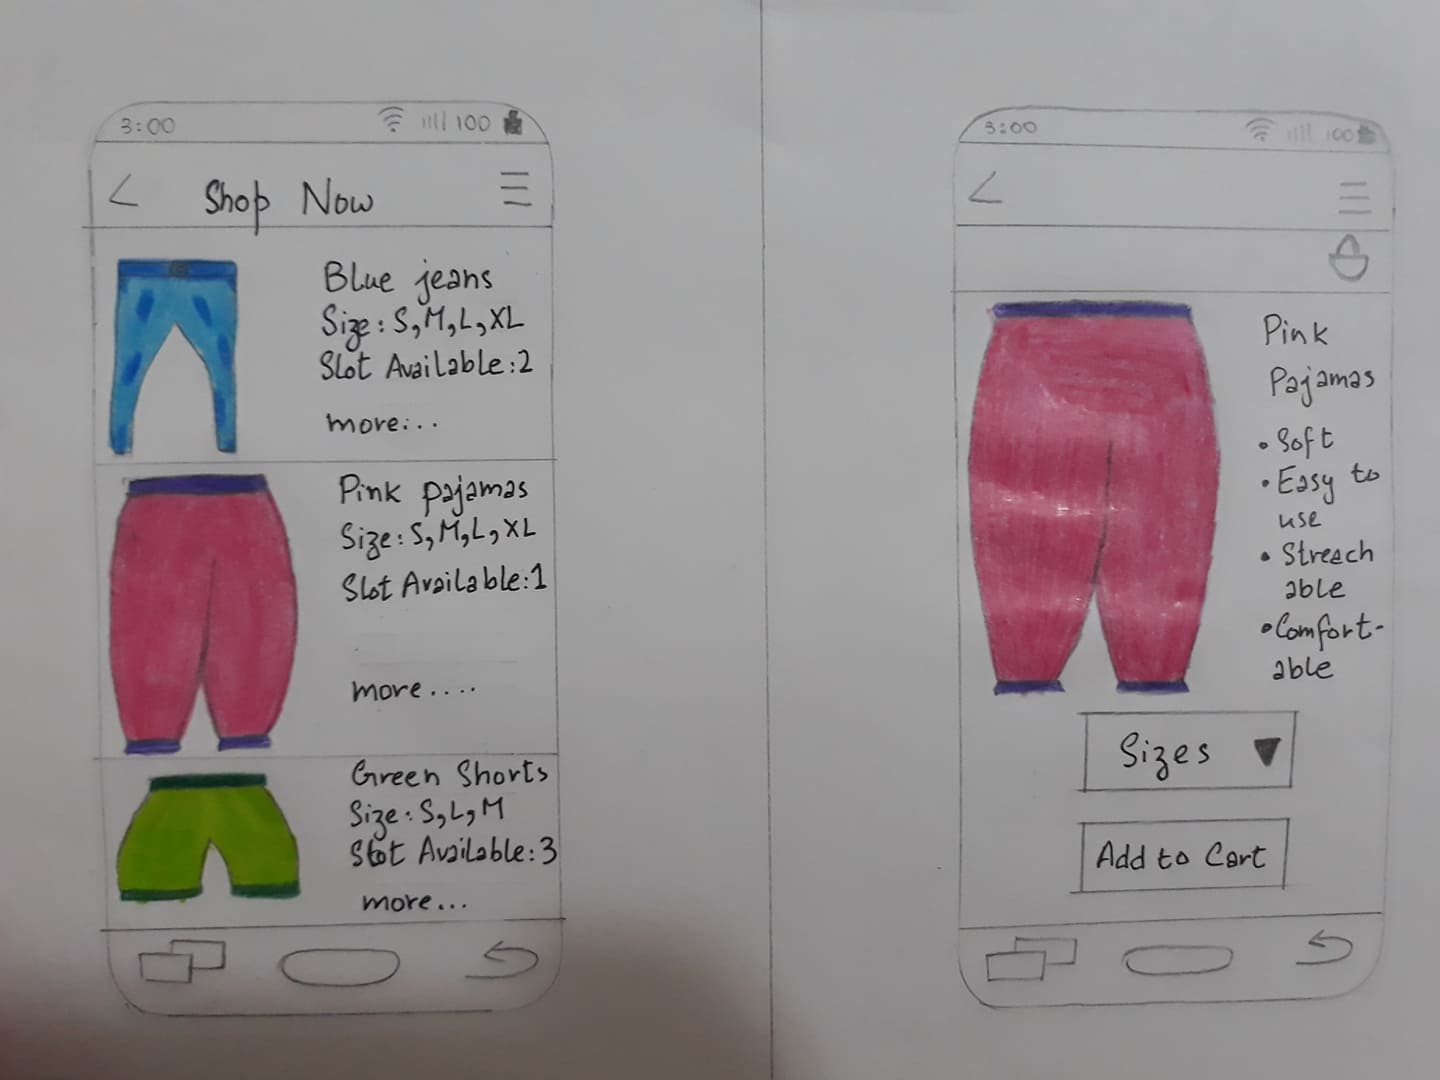 3:00 100
Shop Now
Blue jeans
Size: S,M,L,XL
Slot Available:2
more:..
Pink pajamas
Size: S,M,L,XL
Slot Available:1
more....
Green Shorts
Size: S,L,M
Slot Available:3
more...
3:00 100
Pink
Pajamas
• Soft
• Easy to
use
• Streach
able
• Comfort-
able
Sizes
Add to Cart